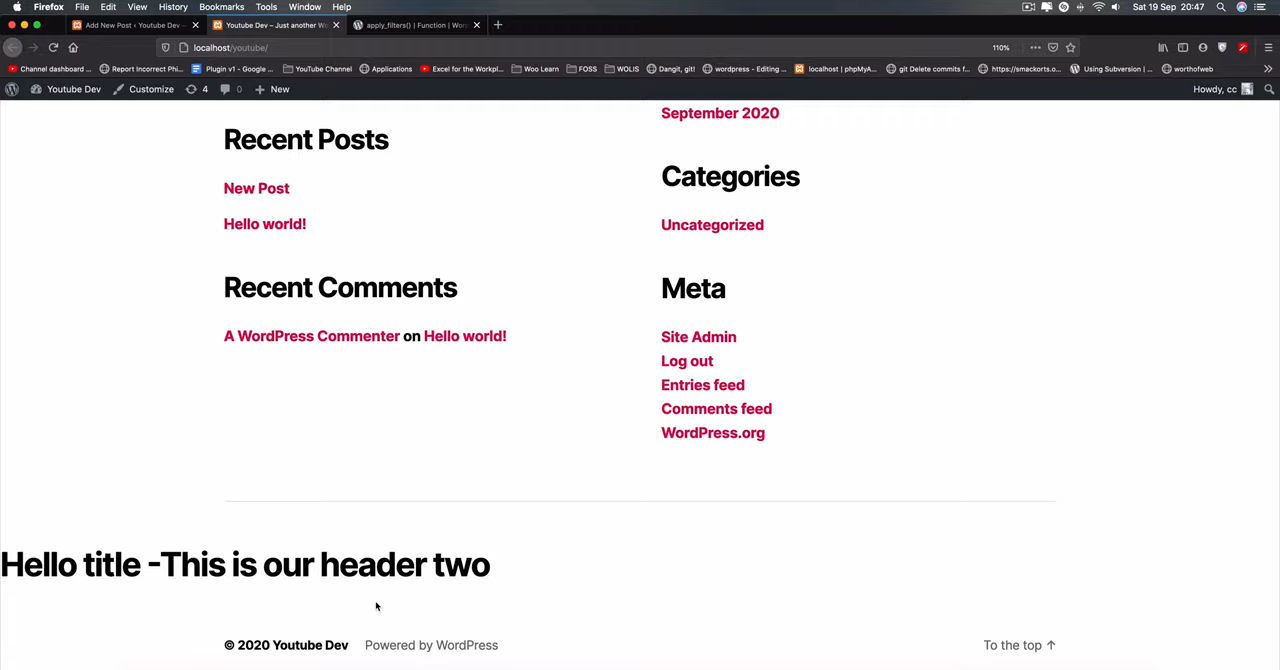 Firefox File Edit View History Bookmarks Tools Window Help Sat 19 Sep 20:47
Add New Post ‹ Youtube Dev — Youtube Dev – Just another Wo apply_filters() | Function | Wor
localhost/youtube/ 110%
Channel dashboard ... Report Incorrect Phi... Plugin v1 - Google ... YouTube Channel Applications Excel for the Workpl... Woo Learn FOSS WOLIS Dangit, git! wordpress - Editing ... localhost | phpMyA... git Delete commits f... https://smackorts.o... Using Subversion | ... worthofweb
Youtube Dev Customize 4 0 New Howdy, cc
September 2020
Recent Posts
New Post
Hello world!
Categories
Uncategorized
Recent Comments
A WordPress Commenter on Hello world!
Meta
Site Admin
Log out
Entries feed
Comments feed
WordPress.org
Hello title -This is our header two
© 2020 Youtube Dev Powered by WordPress To the top ↑